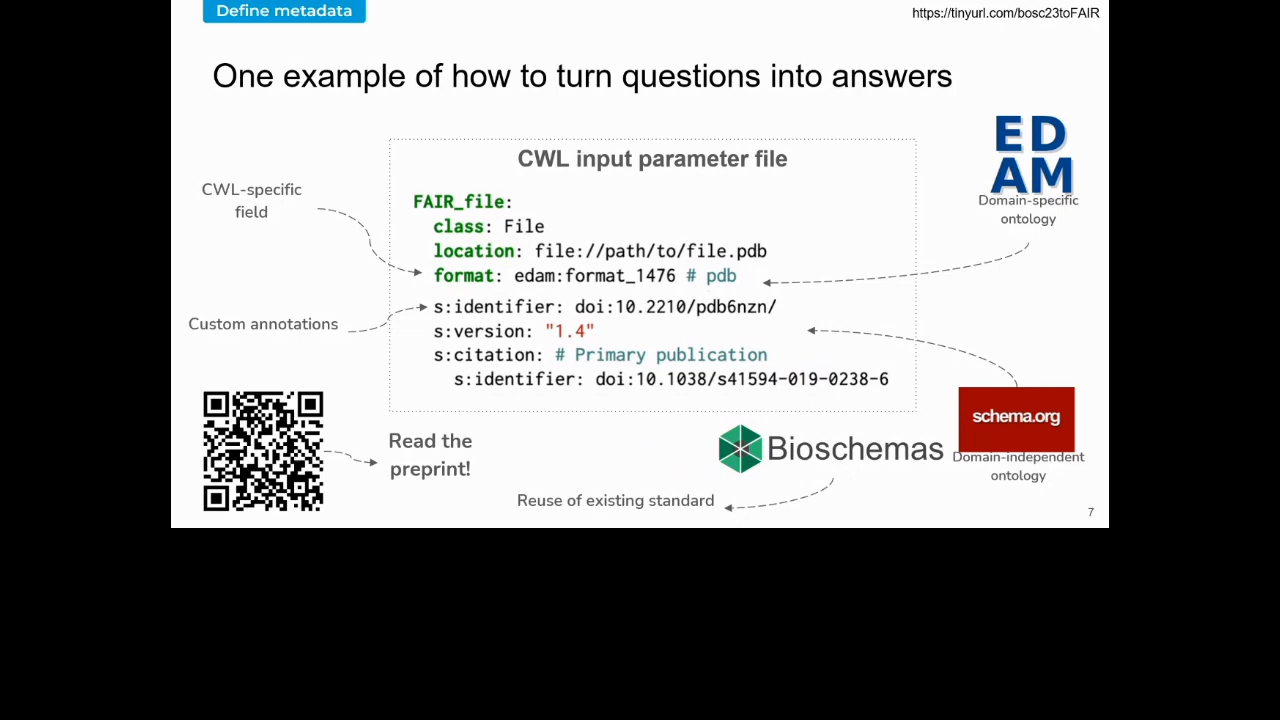 Define metadata
https://tinyurl.com/bosc23toFAIR
One example of how to turn questions into answers
CWL input parameter file
FAIR_file:
class: File
location: file://path/to/file.pdb
format: edam:format_1476 # pdb
s:identifier: doi:10.2210/pdb6nzn/
s:version: "1.4"
s:citation: # Primary publication
s:identifier: doi:10.1038/s41594-019-0238-6
CWL-specific
field
Custom annotations
ED
AM
Domain-specific
ontology
schema.org
Domain-independent
ontology
Read the
preprint!
Bioschemas
Reuse of existing standard
7